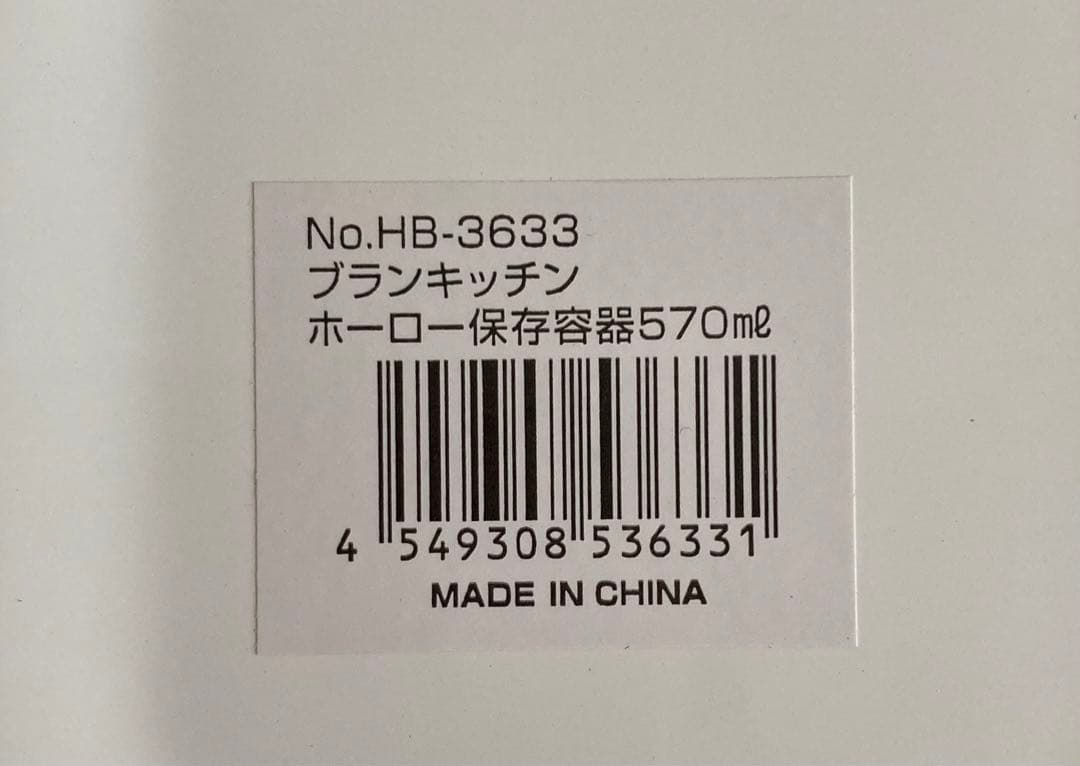 No.HB-3633
ブランキッチン
ホーロー保存容器570㎖
4 549308 536331
MADE IN CHINA